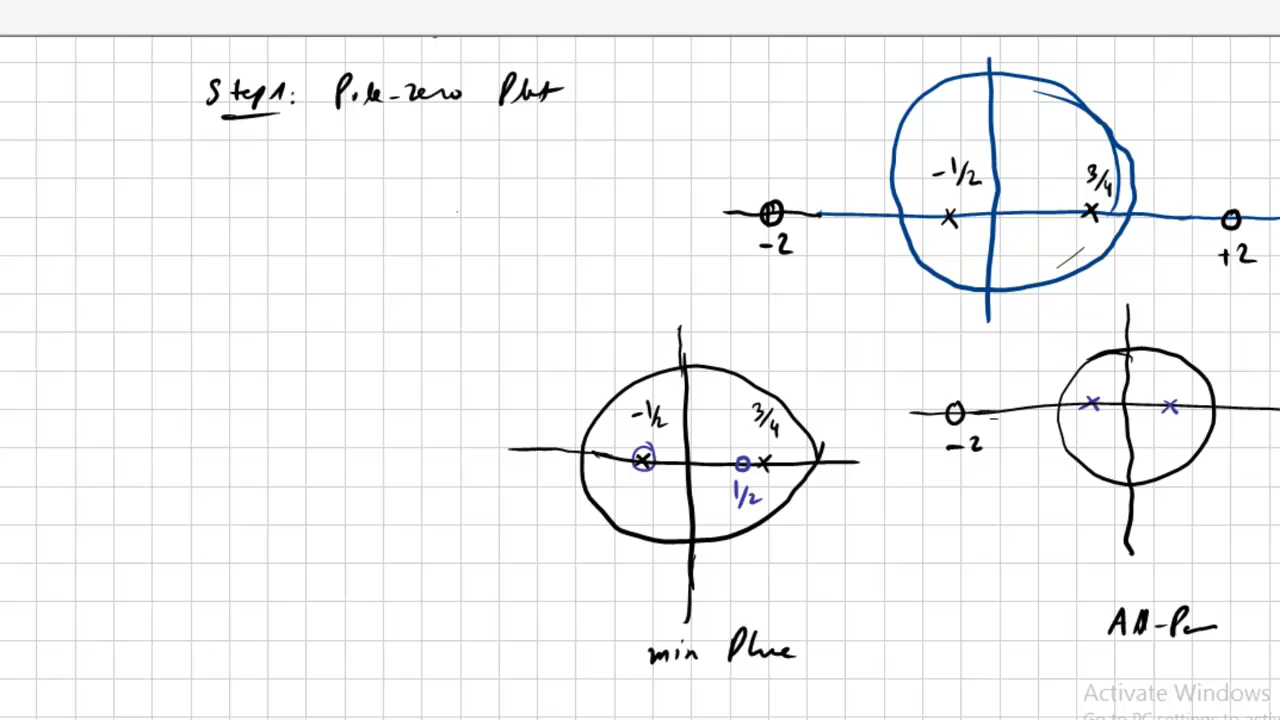 Step1: Pole-zero Plot
-1/2
3/4
-2
+2
-1/2
3/4
1/2
-2
min Phase
All-Pass
Activate Windows